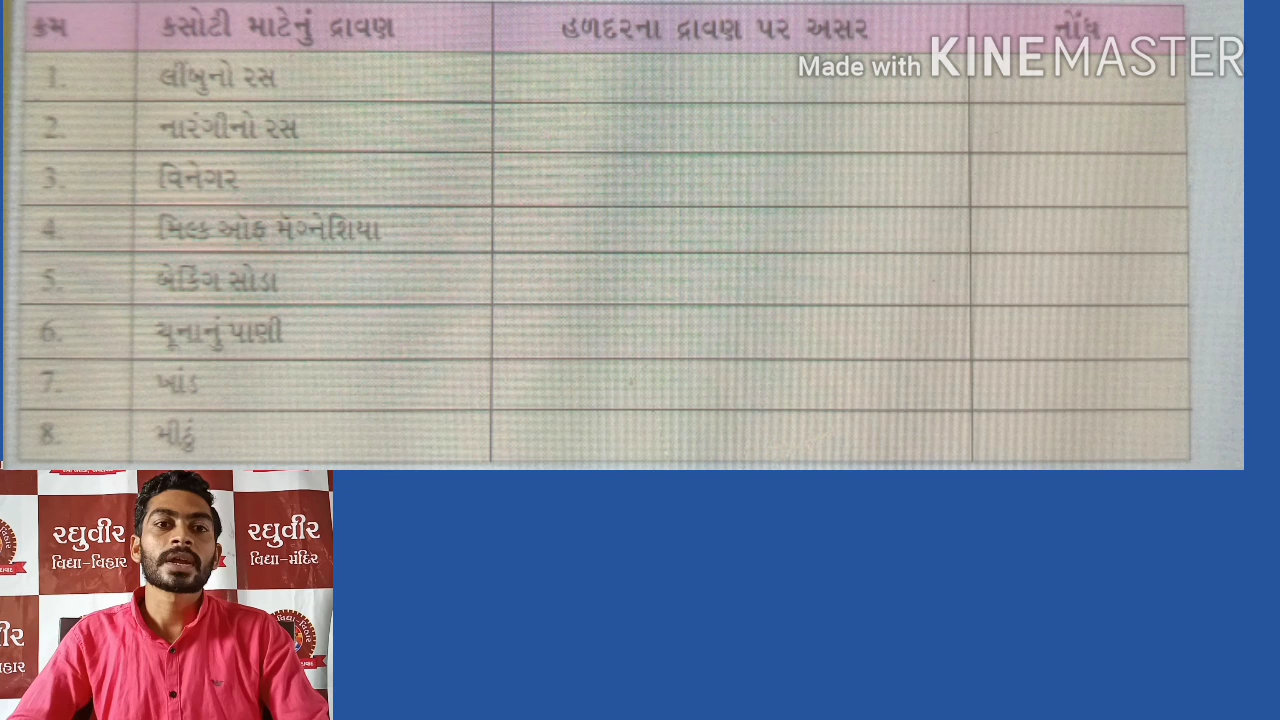 ક્રમ કસોટી માટેનું દ્રાવણ હળદરના દ્રાવણ પર અસર નોંધ
Made with KINEMASTER
1. લીંબુનો રસ
2. નારંગીનો રસ
3. વિનેગર
4. મિલ્ક ઑફ મૅગ્નેશિયા
5. બેકિંગ સોડા
6. ચૂનાનું પાણી
7. ખાંડ
8. મીઠું
રઘુવીર
વિદ્યા-વિહાર
રઘુવીર
વિદ્યા-મંદિર
વીર
વિહાર